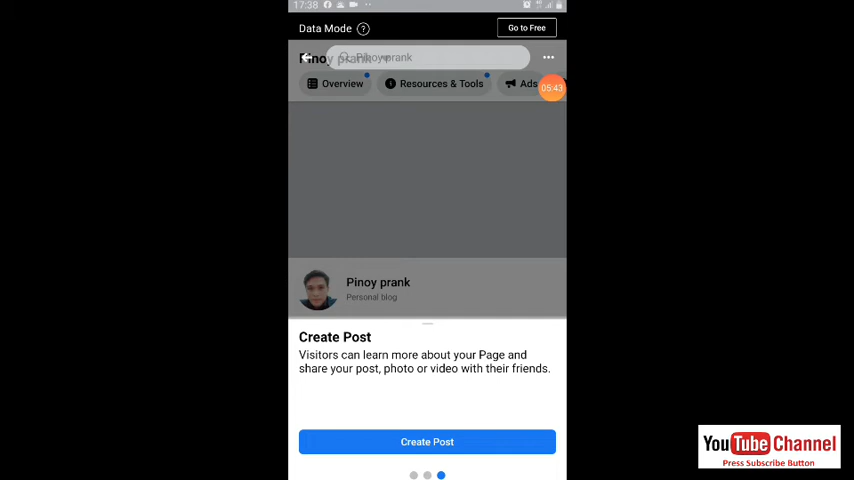 17:38
Data Mode ?
Go to Free
Pinoy prank
Pinoy prank
Overview
Resources & Tools
Ads
05:43
Pinoy prank
Personal blog
Create Post
Visitors can learn more about your Page and
share your post, photo or video with their friends.
Create Post
YouTube Channel
Press Subscribe Button